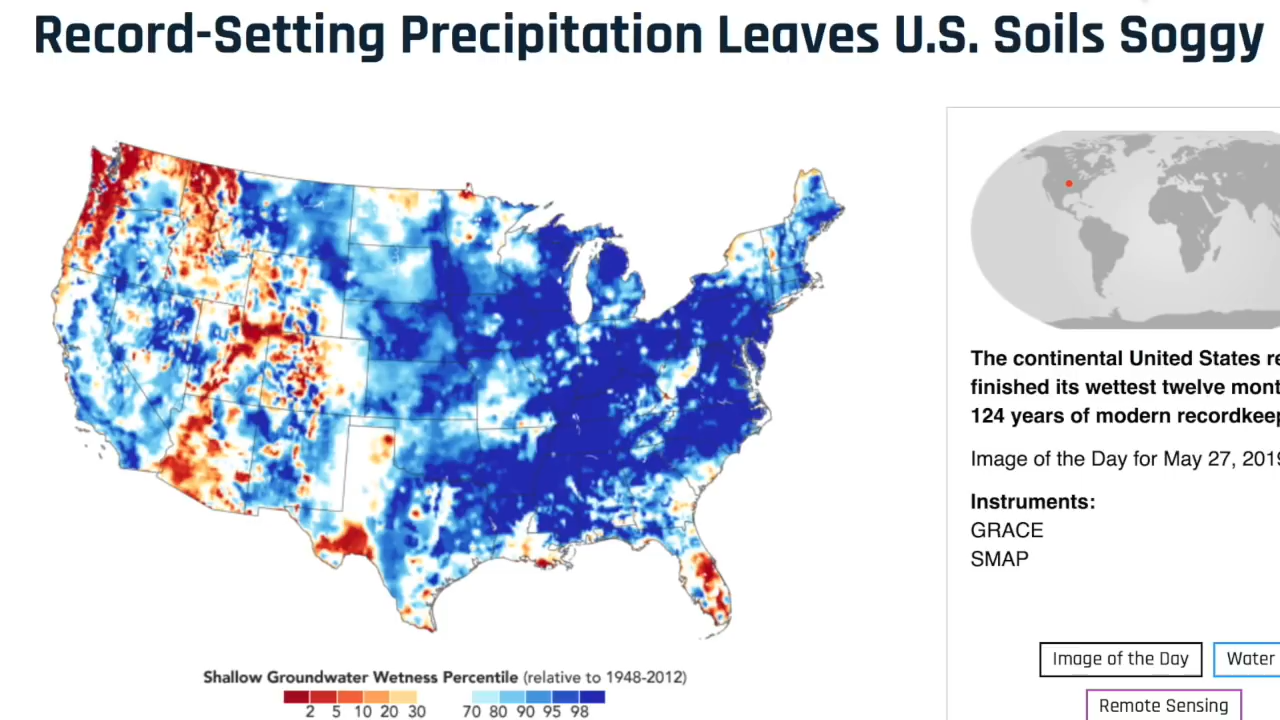 Record-Setting Precipitation Leaves U.S. Soils Soggy
The continental United States re
finished its wettest twelve mont
124 years of modern recordkeep
Image of the Day for May 27, 2019
Instruments:
GRACE
SMAP
Shallow Groundwater Wetness Percentile (relative to 1948-2012)
2 5 10 20 30 70 80 90 95 98
Image of the Day
Water
Remote Sensing